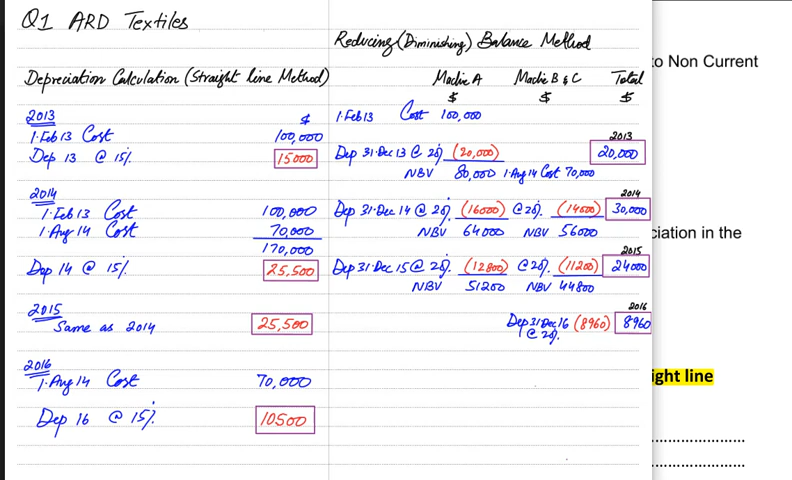 Q1 ARD Textiles
Reducing (Diminishing) Balance Method
to Non Current
Depreciation Calculation (Straight line Method)
Machine A Machine B & C Total
$ $ $
2013 $
1·Feb 13 Cost 100,000
Dep 13 @ 15% 15000
1·Feb 13 Cost 100,000
2013
Dep 31·Dec 13 @ 20% (20,000) 20,000
NBV 80,000 1·Aug 14 Cost 70,000
2014
1·Feb 13 Cost 100,000
1·Aug 14 Cost 70,000
170,000
Dep 14 @ 15% 25,500
2014
Dep 31·Dec 14 @ 20% (16000) @ 20% (14000) 30,000
NBV 64000 NBV 56000
ciation in the
2015
Dep 31·Dec 15 @ 20% (12800) @ 20% (11200) 24000
NBV 51200 NBV 44800
2015
Same as 2014 25,500
2016
Dep 31 Dec 16 (8960) 8960
@ 20%
2016
1·Aug 14 Cost 70,000
Dep 16 @ 15% 10500
ight line
........................
........................